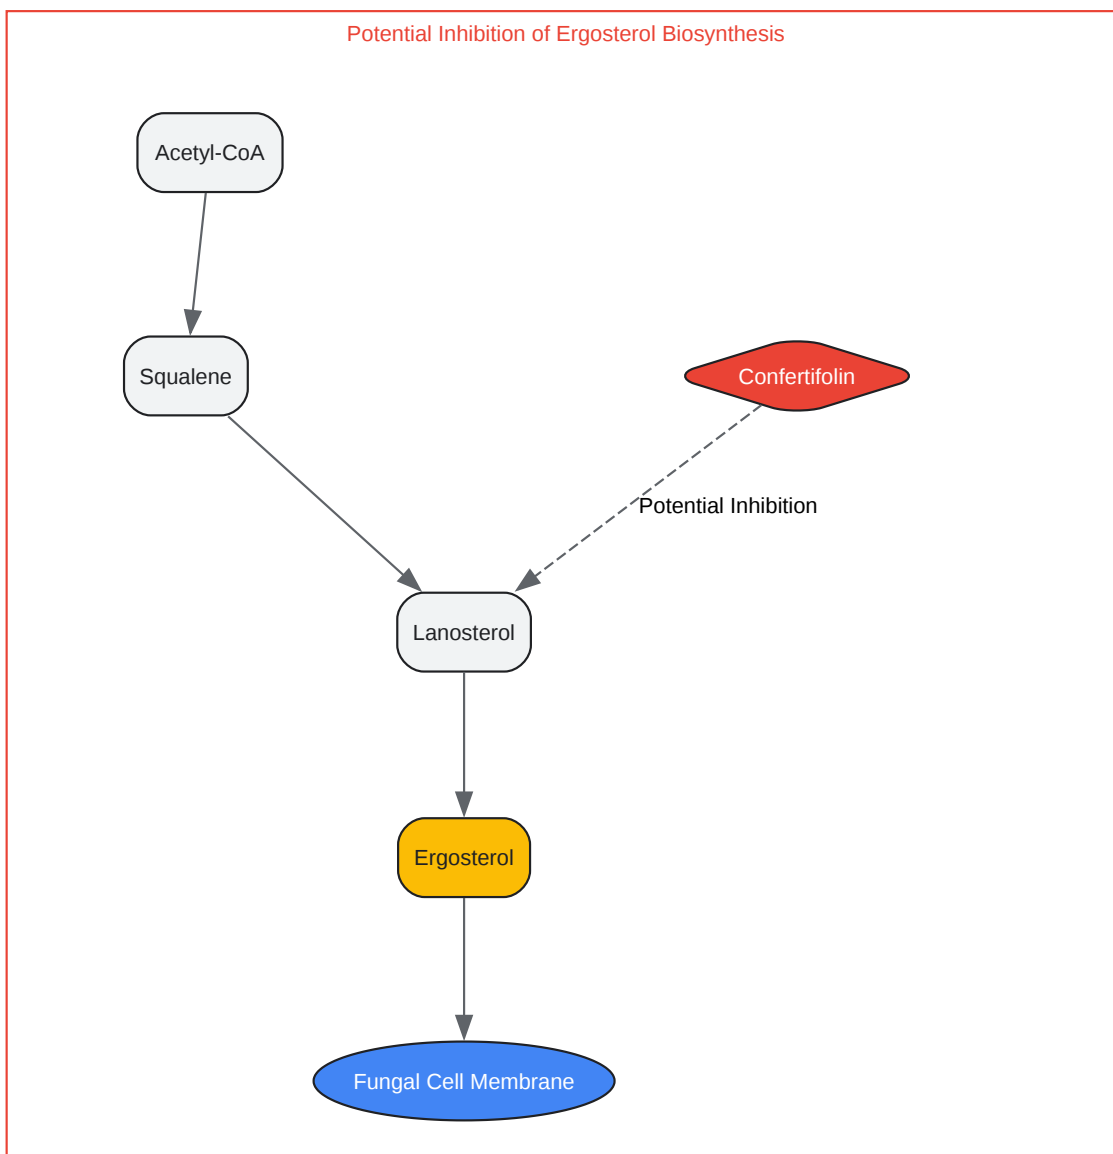 Potential Inhibition of Ergosterol Biosynthesis
Acetyl-CoA
Squalene
Confertifolin
Potential Inhibition
Lanosterol
Ergosterol
Fungal Cell Membrane